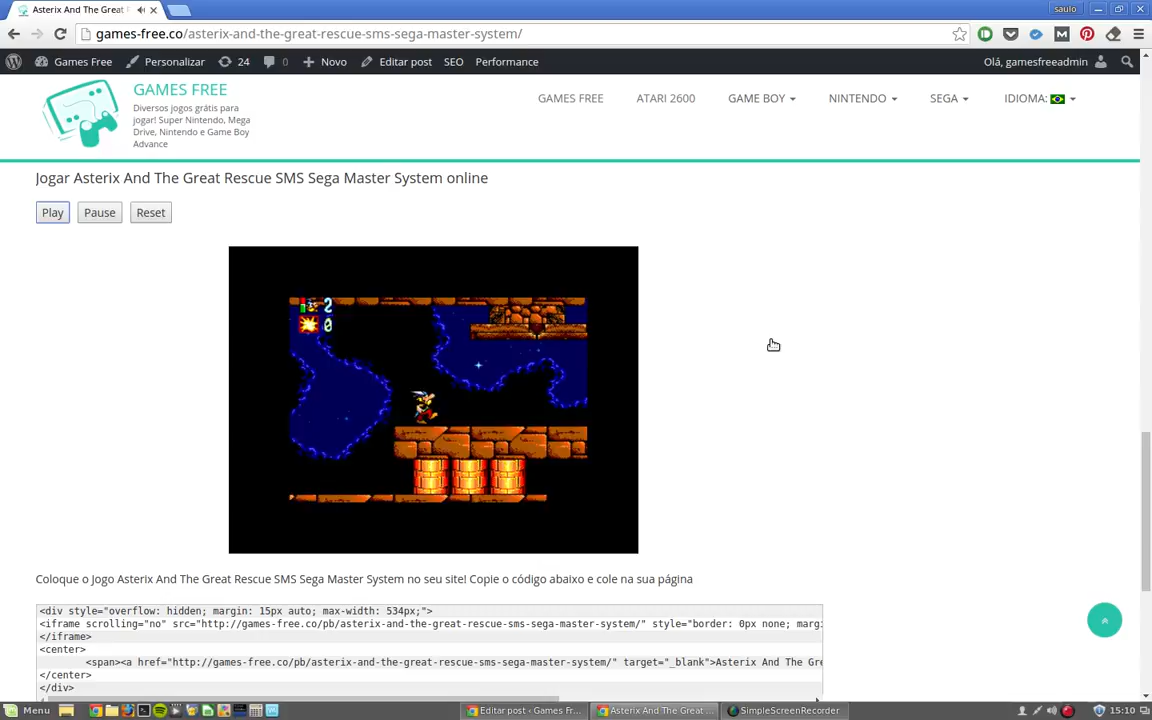 Asterix And The Great F
saulo
games-free.co/asterix-and-the-great-rescue-sms-sega-master-system/
Games Free Personalizar 24 0 Novo Editar post SEO Performance Olá, gamesfreeadmin
GAMES FREE
Diversos jogos grátis para
jogar! Super Nintendo, Mega
Drive, Nintendo e Game Boy
Advance
GAMES FREE ATARI 2600 GAME BOY NINTENDO SEGA IDIOMA:
Jogar Asterix And The Great Rescue SMS Sega Master System online
Play Pause Reset
2
0
Coloque o Jogo Asterix And The Great Rescue SMS Sega Master System no seu site! Copie o código abaixo e cole na sua página
<div style="overflow: hidden; margin: 15px auto; max-width: 534px;">
<iframe scrolling="no" src="http://games-free.co/pb/asterix-and-the-great-rescue-sms-sega-master-system/" style="border: 0px none; marg
</iframe>
<center>
<span><a href="http://games-free.co/pb/asterix-and-the-great-rescue-sms-sega-master-system/" target="_blank">Asterix And The Gre
</center>
</div>
Menu Editar post ‹ Games Fr... Asterix And The Great ... SimpleScreenRecorder 15:10